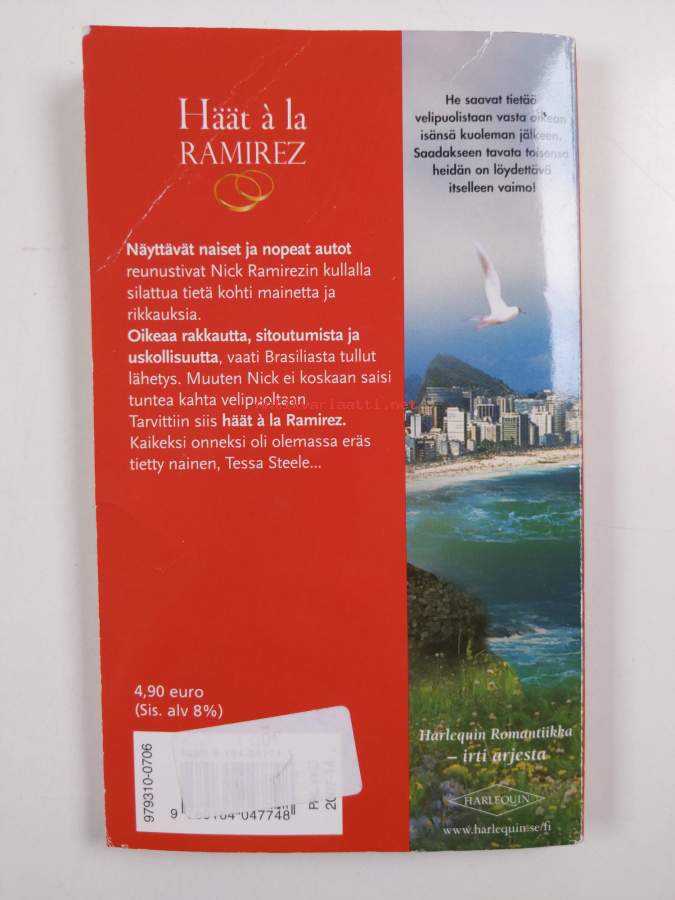 Häät à la
RAMIREZ
Näyttävät naiset ja nopeat autot
reunustivat Nick Ramirezin kullalla
silattua tietä kohti mainetta ja
rikkauksia.
Oikeaa rakkautta, sitoutumista ja
uskollisuutta, vaati Brasiliasta tullut
lähetys. Muuten Nick ei koskaan saisi
tuntea kahta velipuoltaan.
Tarvittiin siis häät à la Ramirez.
Kaikeksi onneksi oli olemassa eräs
tietty nainen, Tessa Steele...
4,90 euro
(Sis. alv 8%)
979310-0706
047748
He saavat tietää
velipuolistaan vasta oikean
isänsä kuoleman jälkeen.
Saadakseen tavata toisensa
heidän on löydettävä
itselleen vaimo!
Harlequin Romantiikka
– irti arjesta
HARLEQUIN
www.harlequin.se/fi
antikvariaatti.net